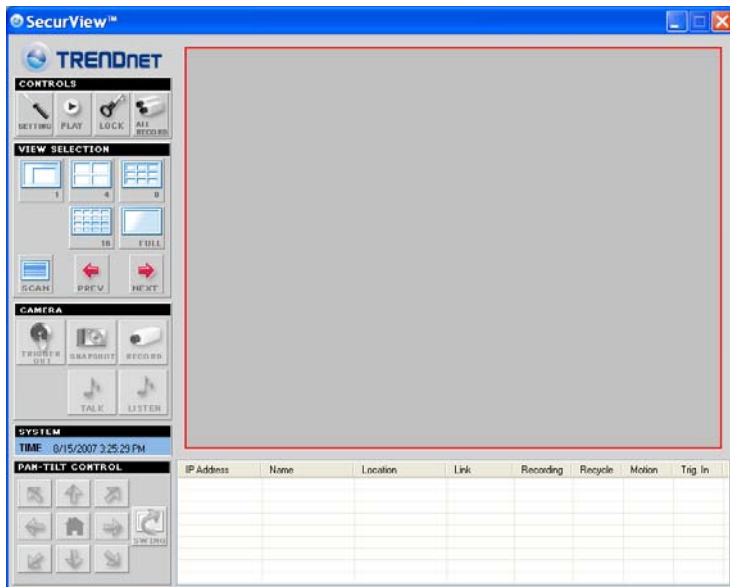 SecurView™
TRENDNET
CONTROLS
SETTING PLAY LOCK ALL RECORD
VIEW SELECTION
1 4 9
16 FULL
SCAN PREV NEXT
CAMERA
TRIGGER OUT SNAPSHOT RECORD
TALK LISTEN
SYSTEM
TIME 8/15/2007 3:25:29 PM
PAN-TILT CONTROL
SWING
IP Address Name Location Link Recording Recycle Motion Trig. In